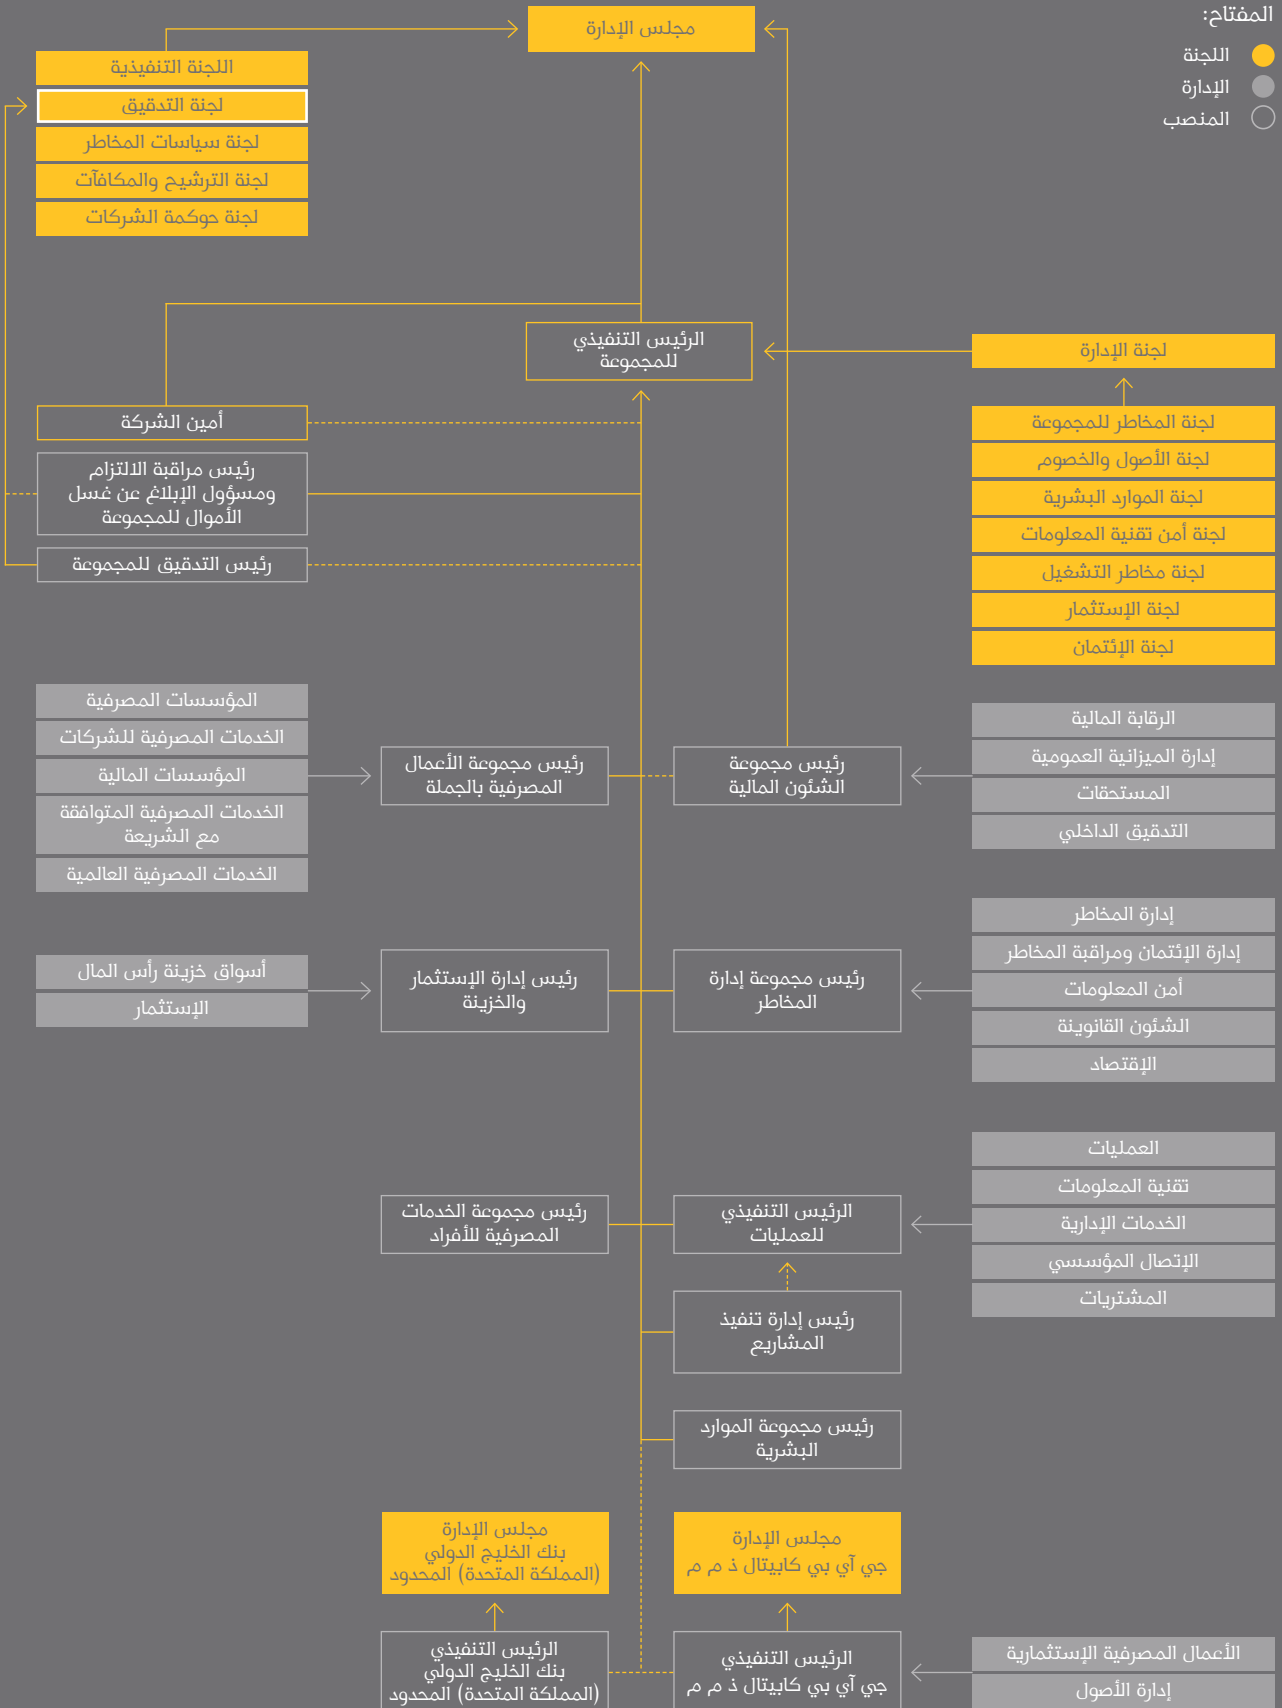 المفتاح:
اللجنة
الإدارة
المنصب
مجلس الإدارة
اللجنة التنفيذية
لجنة التدقيق
لجنة سياسات المخاطر
لجنة الترشيح والمكافآت
لجنة حوكمة الشركات
الرئيس التنفيذي
للمجموعة
لجنة الإدارة
لجنة المخاطر للمجموعة
لجنة الأصول والخصوم
لجنة الموارد البشرية
لجنة أمن تقنية المعلومات
لجنة مخاطر التشغيل
لجنة الإستثمار
لجنة الإئتمان
أمين الشركة
رئيس مراقبة الالتزام
ومسؤول الإبلاغ عن غسل
الأموال للمجموعة
رئيس التدقيق للمجموعة
الرقابة المالية
إدارة الميزانية العمومية
المستحقات
التدقيق الداخلي
رئيس مجموعة
الشئون المالية
رئيس مجموعة الأعمال
المصرفية بالجملة
المؤسسات المصرفية
الخدمات المصرفية للشركات
المؤسسات المالية
الخدمات المصرفية المتوافقة
مع الشريعة
الخدمات المصرفية العالمية
إدارة المخاطر
إدارة الإئتمان ومراقبة المخاطر
أمن المعلومات
الشئون القانوينة
الإقتصاد
رئيس مجموعة إدارة
المخاطر
رئيس إدارة الإستثمار
والخزينة
أسواق خزينة رأس المال
الإستثمار
العمليات
تقنية المعلومات
الخدمات الإدارية
الإتصال المؤسسي
المشتريات
الرئيس التنفيذي
للعمليات
رئيس مجموعة الخدمات
المصرفية للأفراد
رئيس إدارة تنفيذ
المشاريع
رئيس مجموعة الموارد
البشرية
مجلس الإدارة
جي آي بي كابيتال ذ م م
مجلس الإدارة
بنك الخليج الدولي
(المملكة المتحدة) المحدود
الأعمال المصرفية الإستثمارية
إدارة الأصول
الرئيس التنفيذي
جي آي بي كابيتال ذ م م
الرئيس التنفيذي
بنك الخليج الدولي
(المملكة المتحدة) المحدود